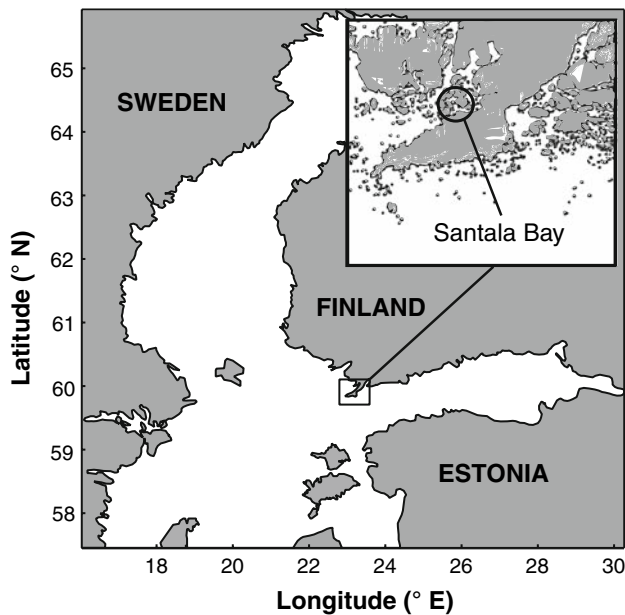 65
SWEDEN
64
63
Santala Bay
62
FINLAND
61
60
59
ESTONIA
58
18 20 22 24 26 28 30
Latitude (° N)
Longitude (° E)